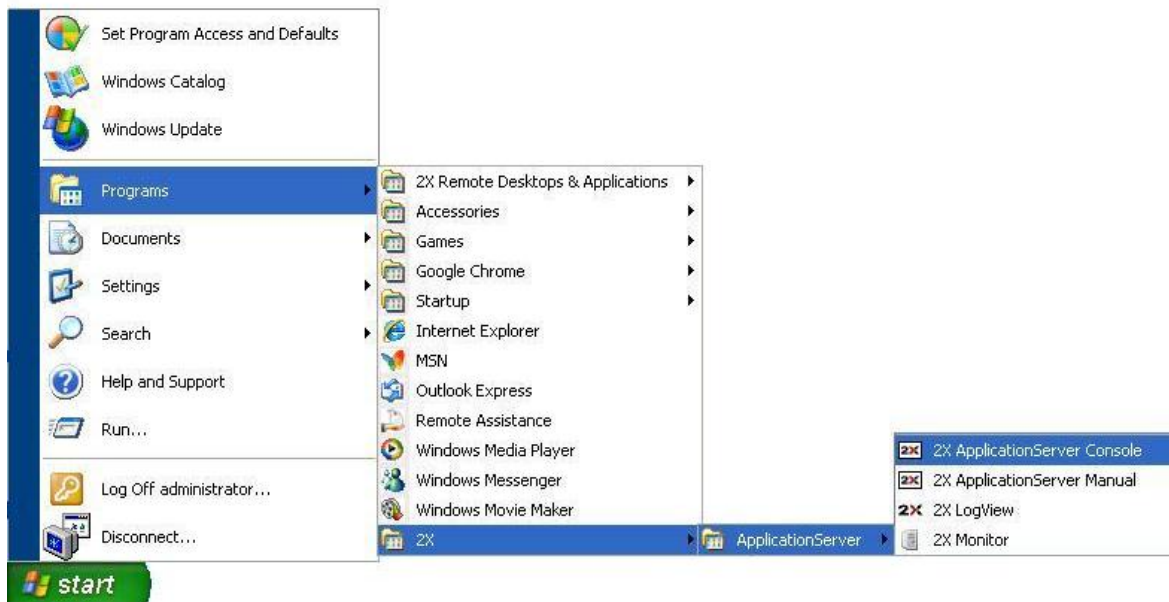 Set Program Access and Defaults
Windows Catalog
Windows Update
Programs
Documents
Settings
Search
Help and Support
Run...
Log Off administrator...
Disconnect...
start
2X Remote Desktops & Applications
Accessories
Games
Google Chrome
Startup
Internet Explorer
MSN
Outlook Express
Remote Assistance
Windows Media Player
Windows Messenger
Windows Movie Maker
2X
ApplicationServer
2X 2X ApplicationServer Console
2X 2X ApplicationServer Manual
2X 2X LogView
2X Monitor